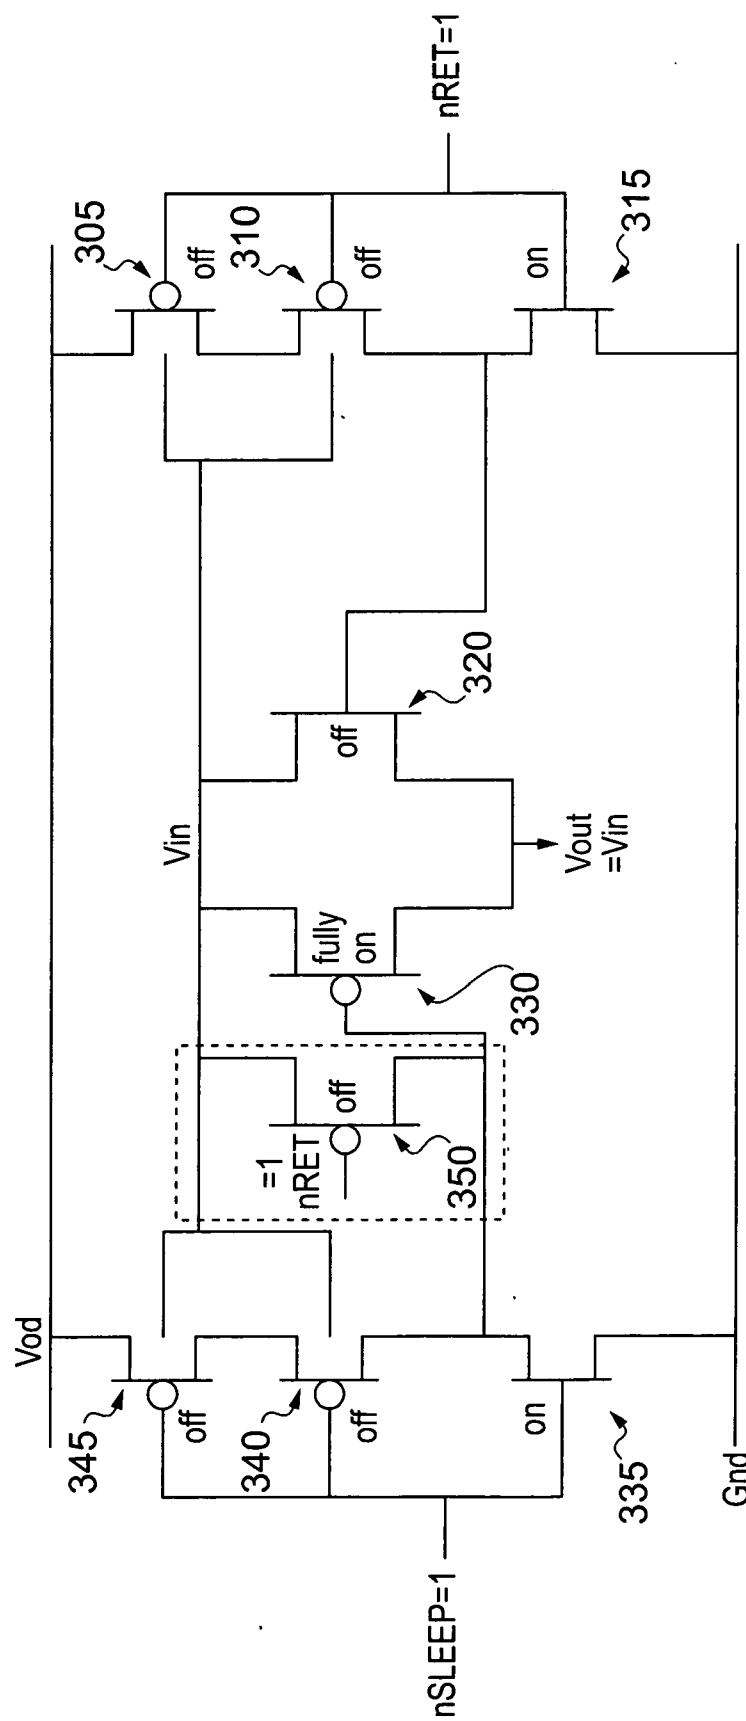 Vod
345
off
340
off
on
335
Gnd
nSLEEP=1
=1
nRET
off
350
Vin
fully
on
330
off
320
Vout
=Vin
305
off
310
off
on
315
nRET=1